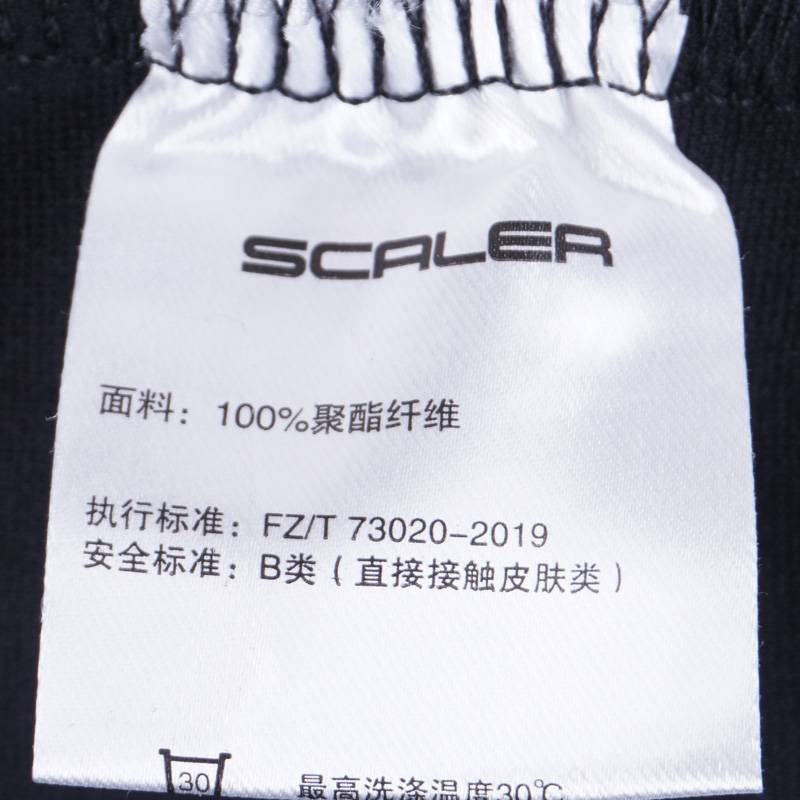 SCALER
面料：100%聚酯纤维
执行标准：FZ/T 73020-2019
安全标准：B类（直接接触皮肤类）
30 最高洗涤温度30℃